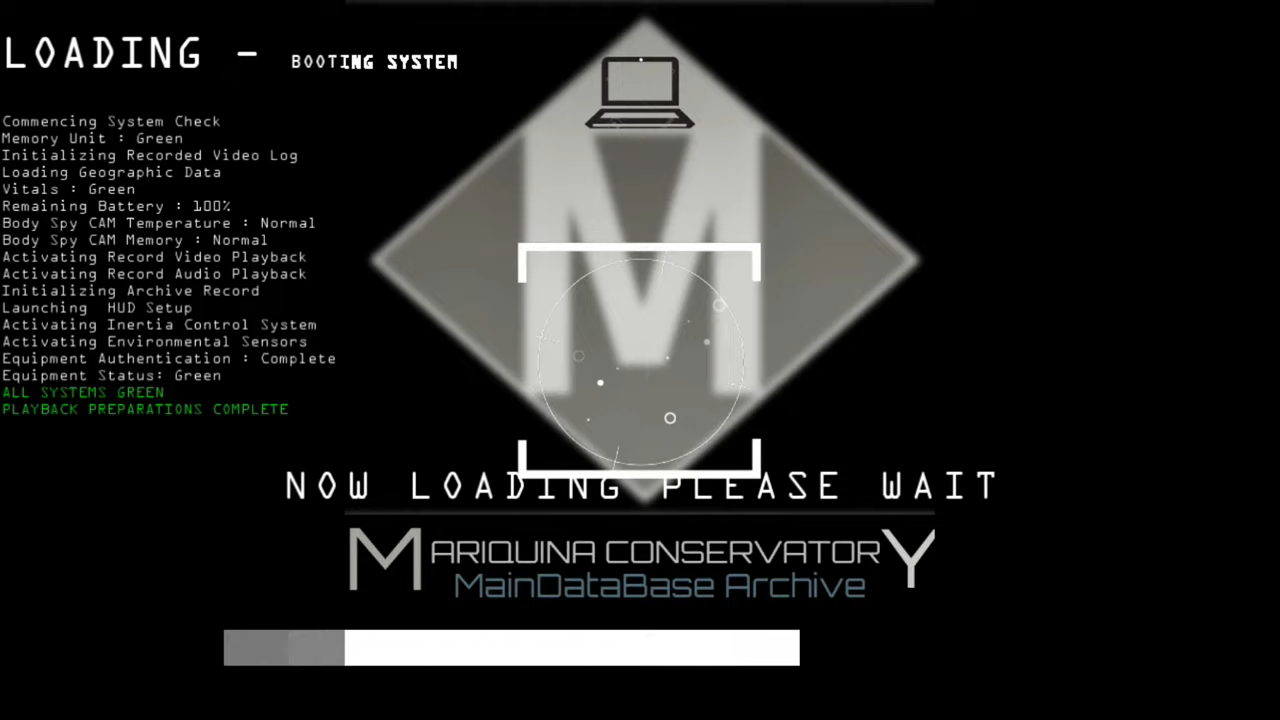 LOADING - BOOTING SYSTEM
Commencing System Check
Memory Unit : Green
Initializing Recorded Video Log
Loading Geographic Data
Vitals : Green
Remaining Battery : 100%
Body Spy CAM Temperature : Normal
Body Spy CAM Memory : Normal
Activating Record Video Playback
Activating Record Audio Playback
Initializing Archive Record
Launching HUD Setup
Activating Inertia Control System
Activating Environmental Sensors
Equipment Authentication : Complete
Equipment Status: Green
ALL SYSTEMS GREEN
PLAYBACK PREPARATIONS COMPLETE
M
NOW LOADING PLEASE WAIT
MARIQUINA CONSERVATORY
MainDataBase Archive